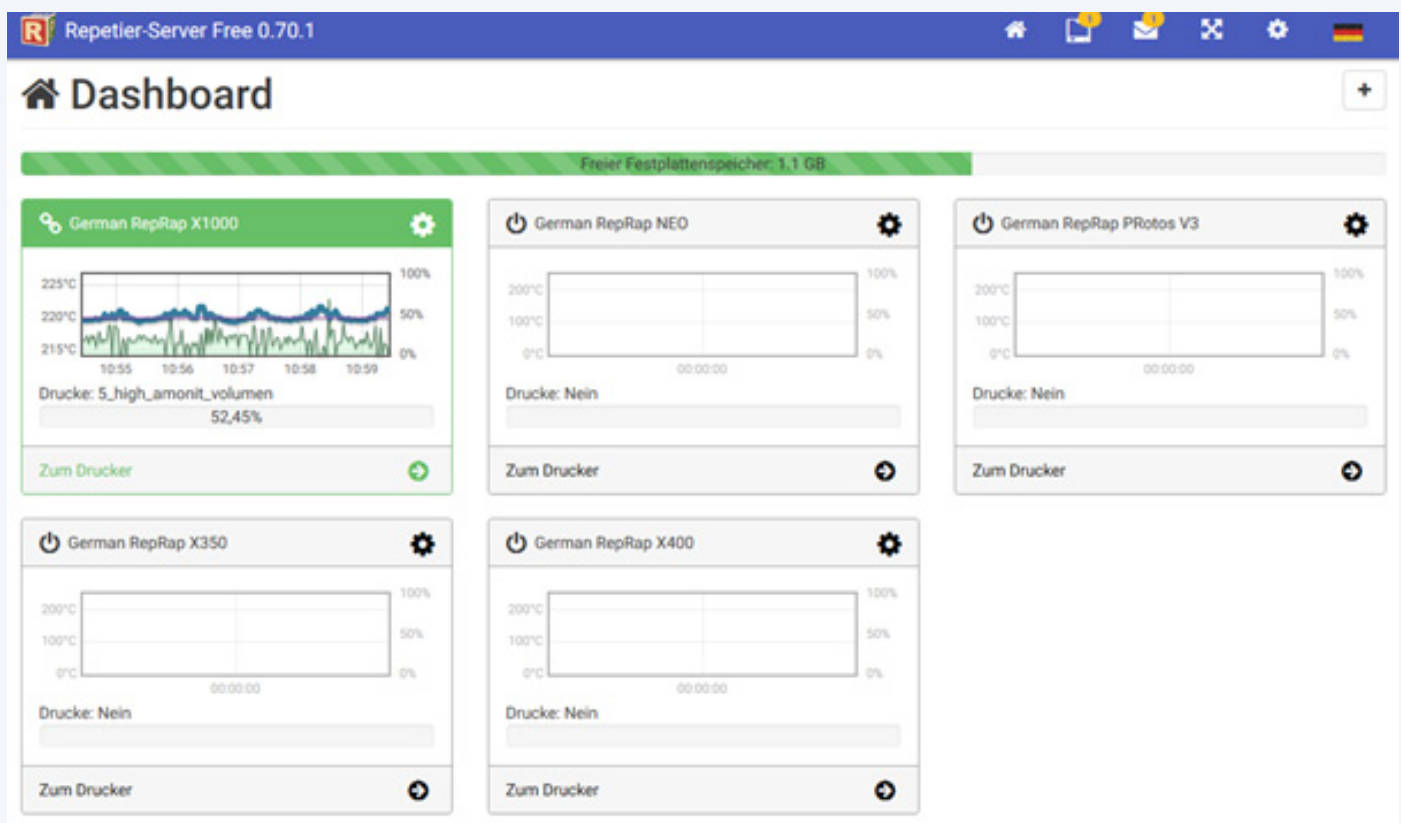 R Repetier-Server Free 0.70.1
1 1
Dashboard
+
Freier Festplattenspeicher: 1.1 GB
German RepRap X1000
225°C
220°C
215°C
100%
50%
0%
10:55 10:56 10:57 10:58 10:59
Drucke: 5_high_amonit_volumen
52,45%
Zum Drucker
German RepRap NEO
200°C
100°C
0°C
100%
50%
0%
00:00:00
Drucke: Nein
Zum Drucker
German RepRap PRotos V3
200°C
100°C
0°C
100%
50%
0%
00:00:00
Drucke: Nein
Zum Drucker
German RepRap X350
200°C
100°C
0°C
100%
50%
0%
00:00:00
Drucke: Nein
Zum Drucker
German RepRap X400
200°C
100°C
0°C
100%
50%
0%
00:00:00
Drucke: Nein
Zum Drucker